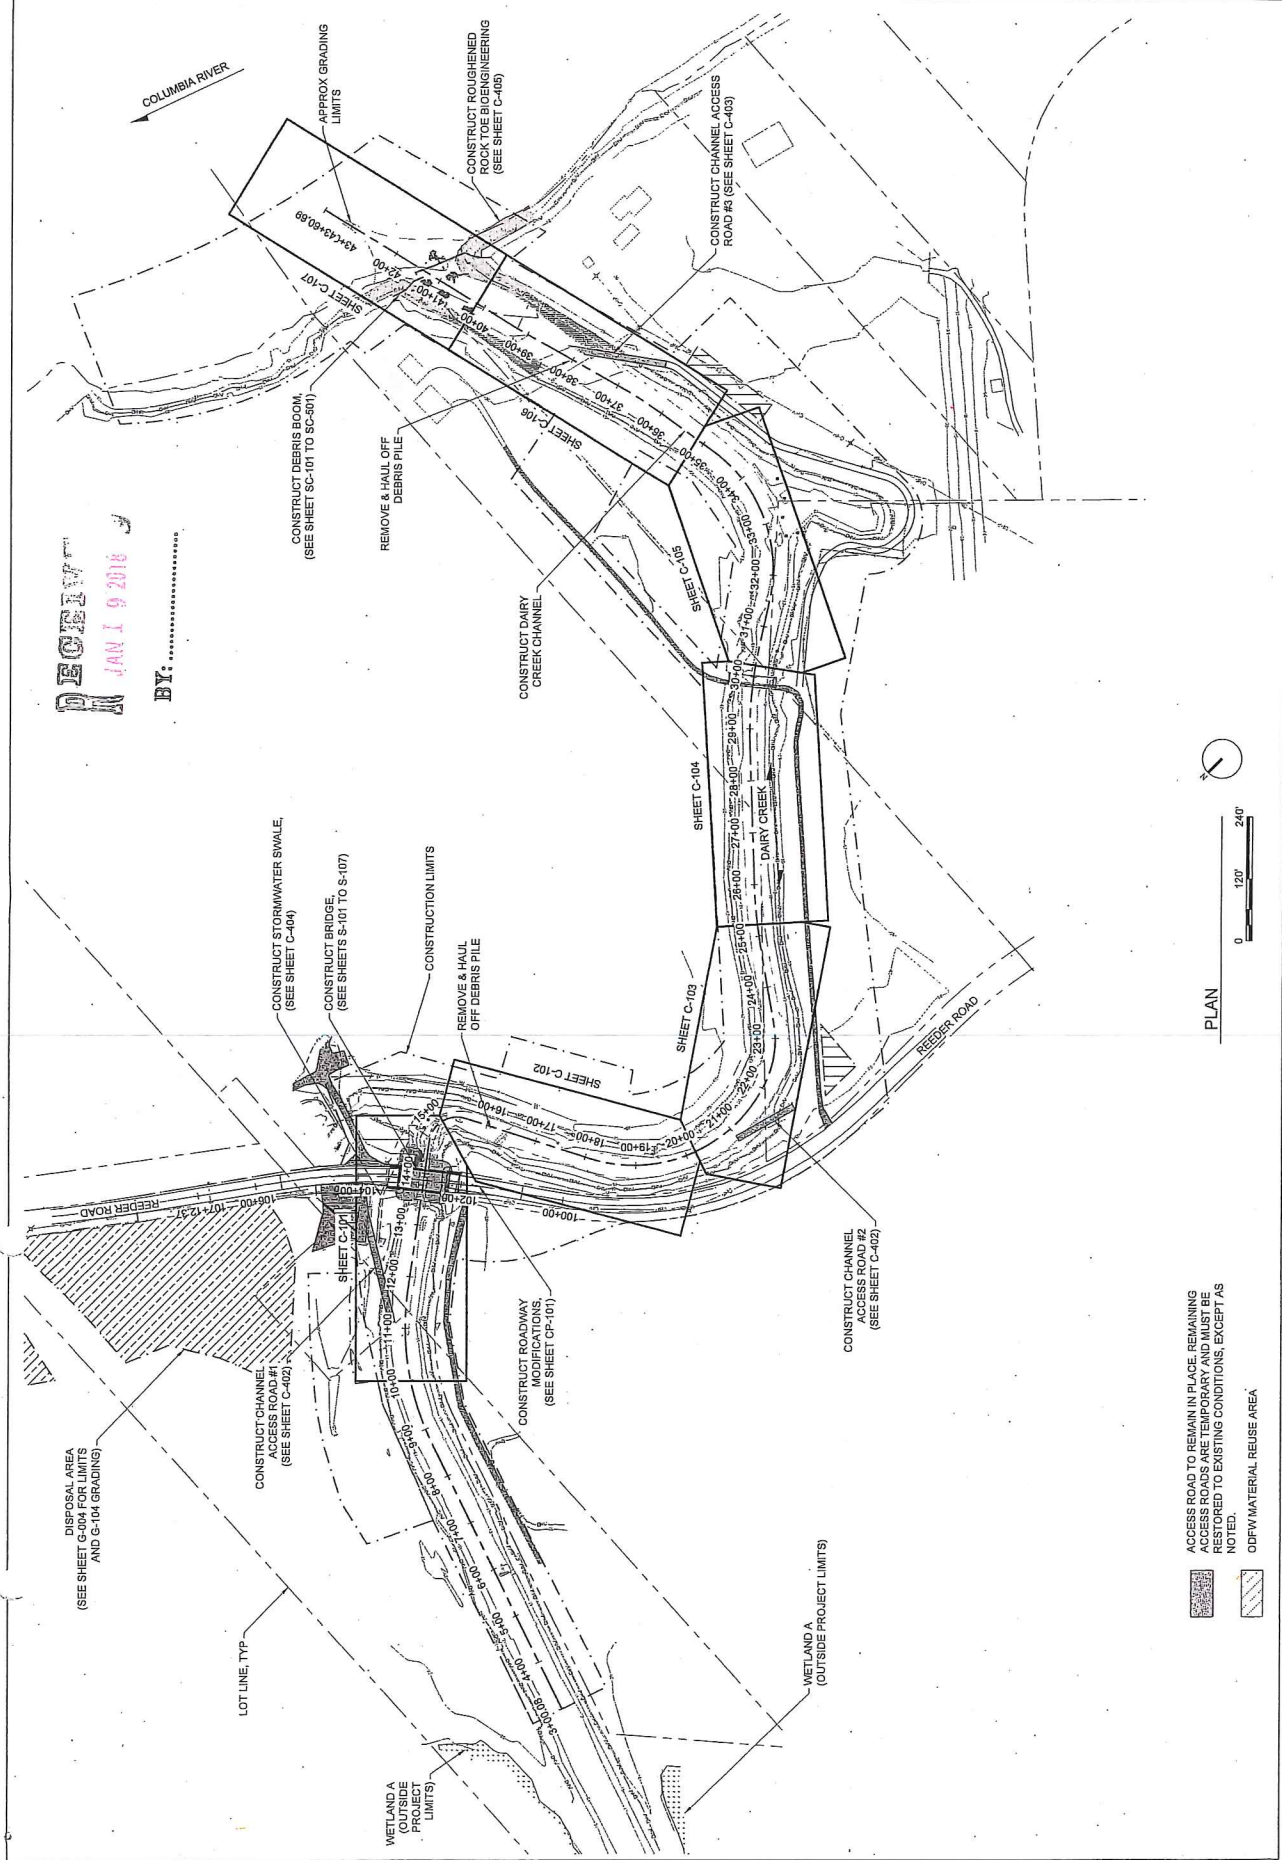 COLUMBIA RIVER
APPROX GRADING
LIMITS
CONSTRUCT ROUGHENED
ROCK TOE BIOENGINEERING
(SEE SHEET C-405)
CONSTRUCT CHANNEL ACCESS
ROAD #3 (SEE SHEET C-403)
SHEET C-107
43+60.69
42+00
41+00
40+00
39+00
38+00
37+00
36+00
35+00
34+00
33+00
32+00
31+00
30+00
29+00
28+00
27+00
26+00
25+00
24+00
23+00
22+00
21+00
20+00
19+00
18+00
17+00
16+00
15+00
14+00
13+00
12+00
11+00
10+00
9+00
8+00
7+00
6+00
5+00
4+00
3+00.08
CONSTRUCT DEBRIS BOOM,
(SEE SHEET SC-101 TO SC-501)
REMOVE & HAUL OFF
DEBRIS PILE
SHEET C-106
CONSTRUCT DAIRY
CREEK CHANNEL
SHEET C-105
RECEIVE
JAN 19 2018
BY:
SHEET C-104
DAIRY CREEK
CONSTRUCT STORMWATER SWALE,
(SEE SHEET C-404)
CONSTRUCT BRIDGE,
(SEE SHEETS S-101 TO S-107)
CONSTRUCTION LIMITS
REMOVE & HAUL
OFF DEBRIS PILE
SHEET C-103
SHEET C-102
REEDER ROAD
REEDER ROAD
107+12.37
106+00
104+00
102+00
100+00
SHEET C-101
CONSTRUCT CHANNEL
ACCESS ROAD #2
(SEE SHEET C-402)
CONSTRUCT ROADWAY
MODIFICATIONS,
(SEE SHEET CP-101)
CONSTRUCT CHANNEL
ACCESS ROAD #1
(SEE SHEET C-402)
DISPOSAL AREA
(SEE SHEET G-004 FOR LIMITS
AND G-104 GRADING)
LOT LINE, TYP
WETLAND A
(OUTSIDE
PROJECT
LIMITS)
WETLAND A
(OUTSIDE PROJECT LIMITS)
PLAN
0 120' 240'
N
ACCESS ROAD TO REMAIN IN PLACE. REMAINING
ACCESS ROADS ARE TEMPORARY AND MUST BE
RESTORED TO EXISTING CONDITIONS, EXCEPT AS
NOTED.
ODFW MATERIAL REUSE AREA